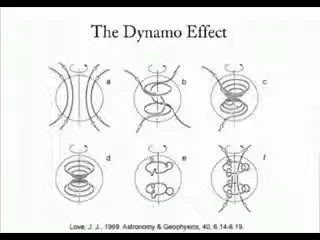 The Dynamo Effect
a
b
c
d
e
f
Love, J. J., 1999. Astronomy & Geophysics, 40, 6.14-6.19.